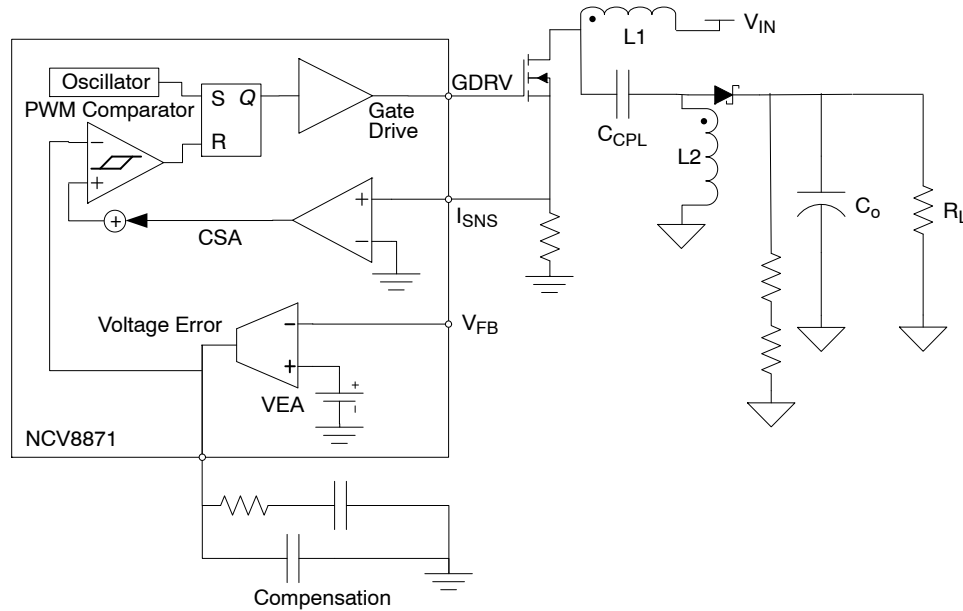 V_IN
L1
Oscillator
GDRV
PWM Comparator
S Q
R
Gate
Drive
C_CPL
L2
−
+
+
CSA
+
−
I_SNS
C_o
R_L
Voltage Error
−
V_FB
+
+
−
VEA
NCV8871
Compensation